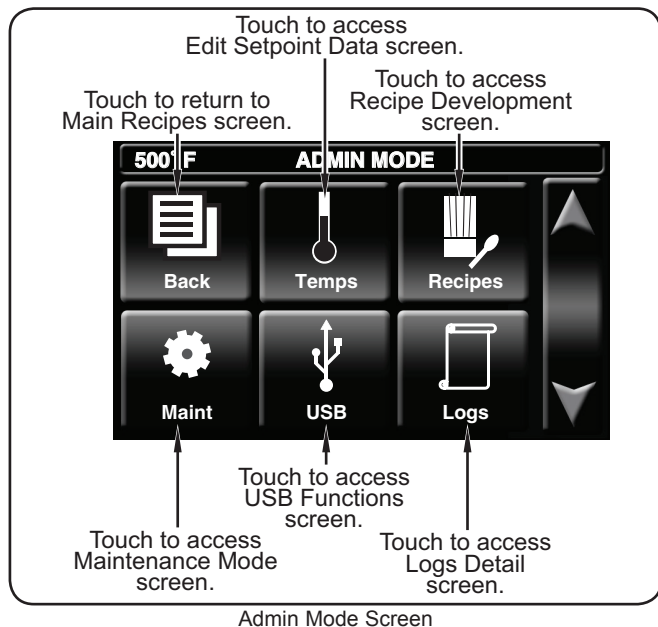 Touch to access
Edit Setpoint Data screen.
Touch to access
Recipe Development
screen.
Touch to return to
Main Recipes screen.
500°F ADMIN MODE
Back Temps Recipes
Maint USB Logs
Touch to access
USB Functions
screen.
Touch to access
Maintenance Mode
screen.
Touch to access
Logs Detail
screen.
Admin Mode Screen